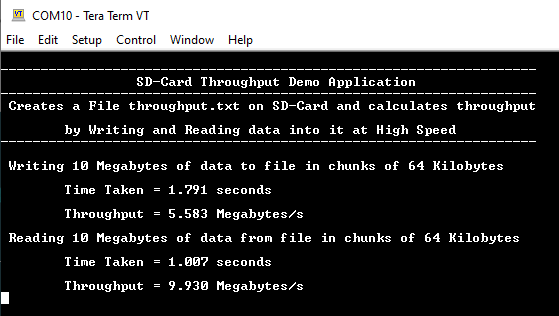 COM10 - Tera Term VT
File Edit Setup Control Window Help
SD-Card Throughput Demo Application
Creates a File throughput.txt on SD-Card and calculates throughput
by Writing and Reading data into it at High Speed
Writing 10 Megabytes of data to file in chunks of 64 Kilobytes
Time Taken = 1.791 seconds
Throughput = 5.583 Megabytes/s
Reading 10 Megabytes of data from file in chunks of 64 Kilobytes
Time Taken = 1.007 seconds
Throughput = 9.930 Megabytes/s